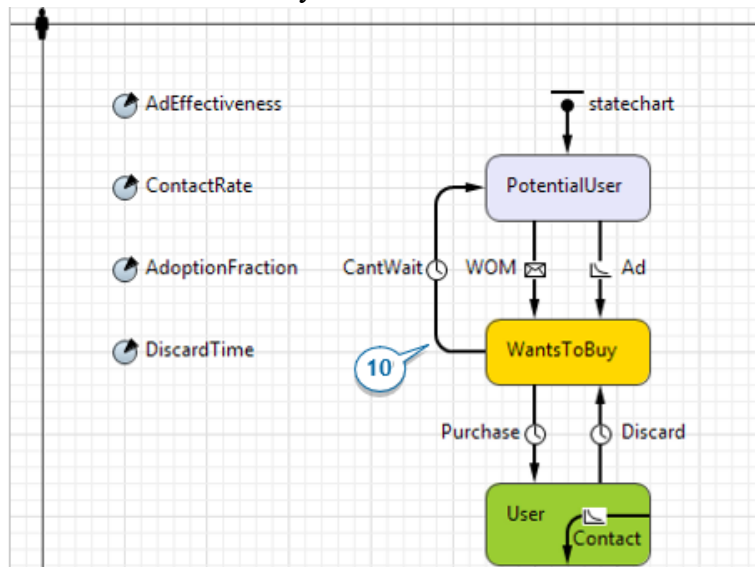 AdEffectiveness
statechart
ContactRate
PotentialUser
AdoptionFraction
CantWait
WOM
Ad
DiscardTime
10
WantsToBuy
Purchase
Discard
User
Contact